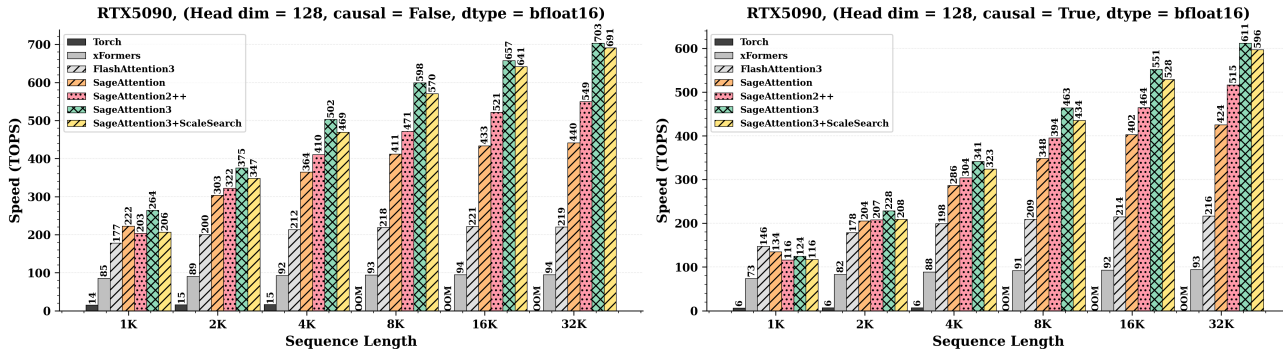 RTX5090, (Head dim = 128, causal = False, dtype = bfloat16)
Speed (TOPS)
700
600
500
400
300
200
100
0
Torch
xFormers
FlashAttention3
SageAttention
SageAttention2++
SageAttention3
SageAttention3+ScaleSearch
14 85 177 222 203 264 206
15 89 200 303 322 375 347
15 92 212 364 410 502 469
OOM 93 218 411 471 598 570
OOM 94 221 433 521 657 641
OOM 94 219 440 549 703 691
1K 2K 4K 8K 16K 32K
Sequence Length
RTX5090, (Head dim = 128, causal = True, dtype = bfloat16)
Speed (TOPS)
600
500
400
300
200
100
0
Torch
xFormers
FlashAttention3
SageAttention
SageAttention2++
SageAttention3
SageAttention3+ScaleSearch
6 73 146 134 116 124 116
6 82 178 204 207 228 208
6 88 198 286 304 341 323
OOM 91 209 348 394 463 434
OOM 92 214 402 464 551 528
OOM 93 216 424 515 611 596
1K 2K 4K 8K 16K 32K
Sequence Length